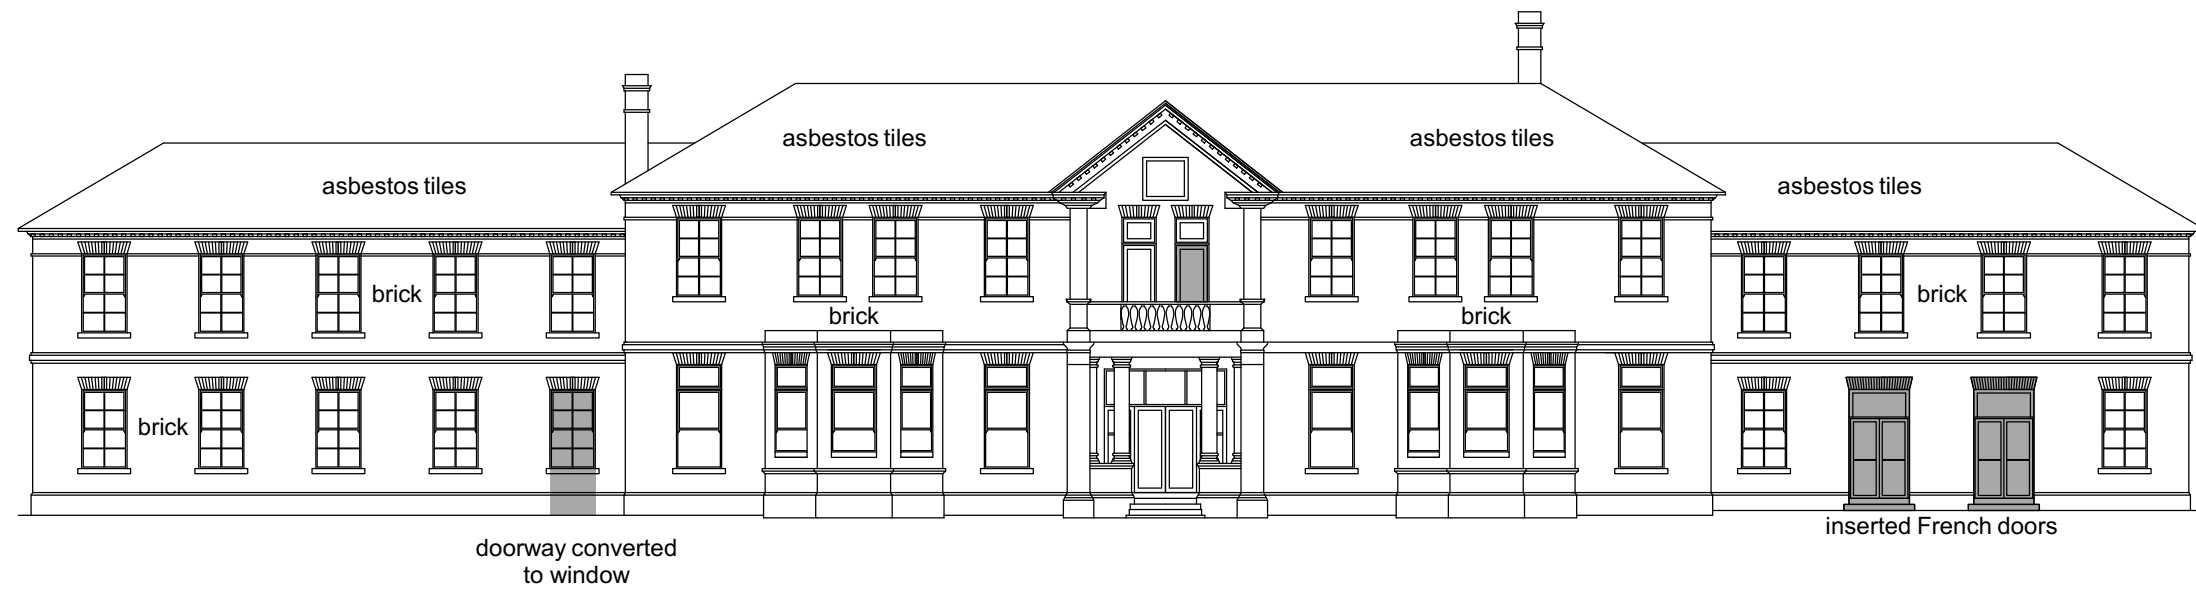 asbestos tiles
asbestos tiles
asbestos tiles
asbestos tiles
brick
brick
brick
brick
brick
inserted French doors
doorway converted
to window